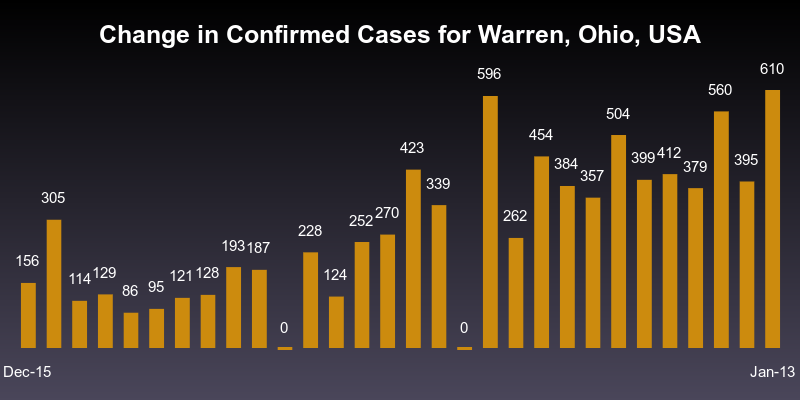 Change in Confirmed Cases for Warren, Ohio, USA
156 305 114 129 86 95 121 128 193 187 0 228 124 252 270 423 339 0 596 262 454 384 357 504 399 412 379 560 395 610
Dec-15 Jan-13